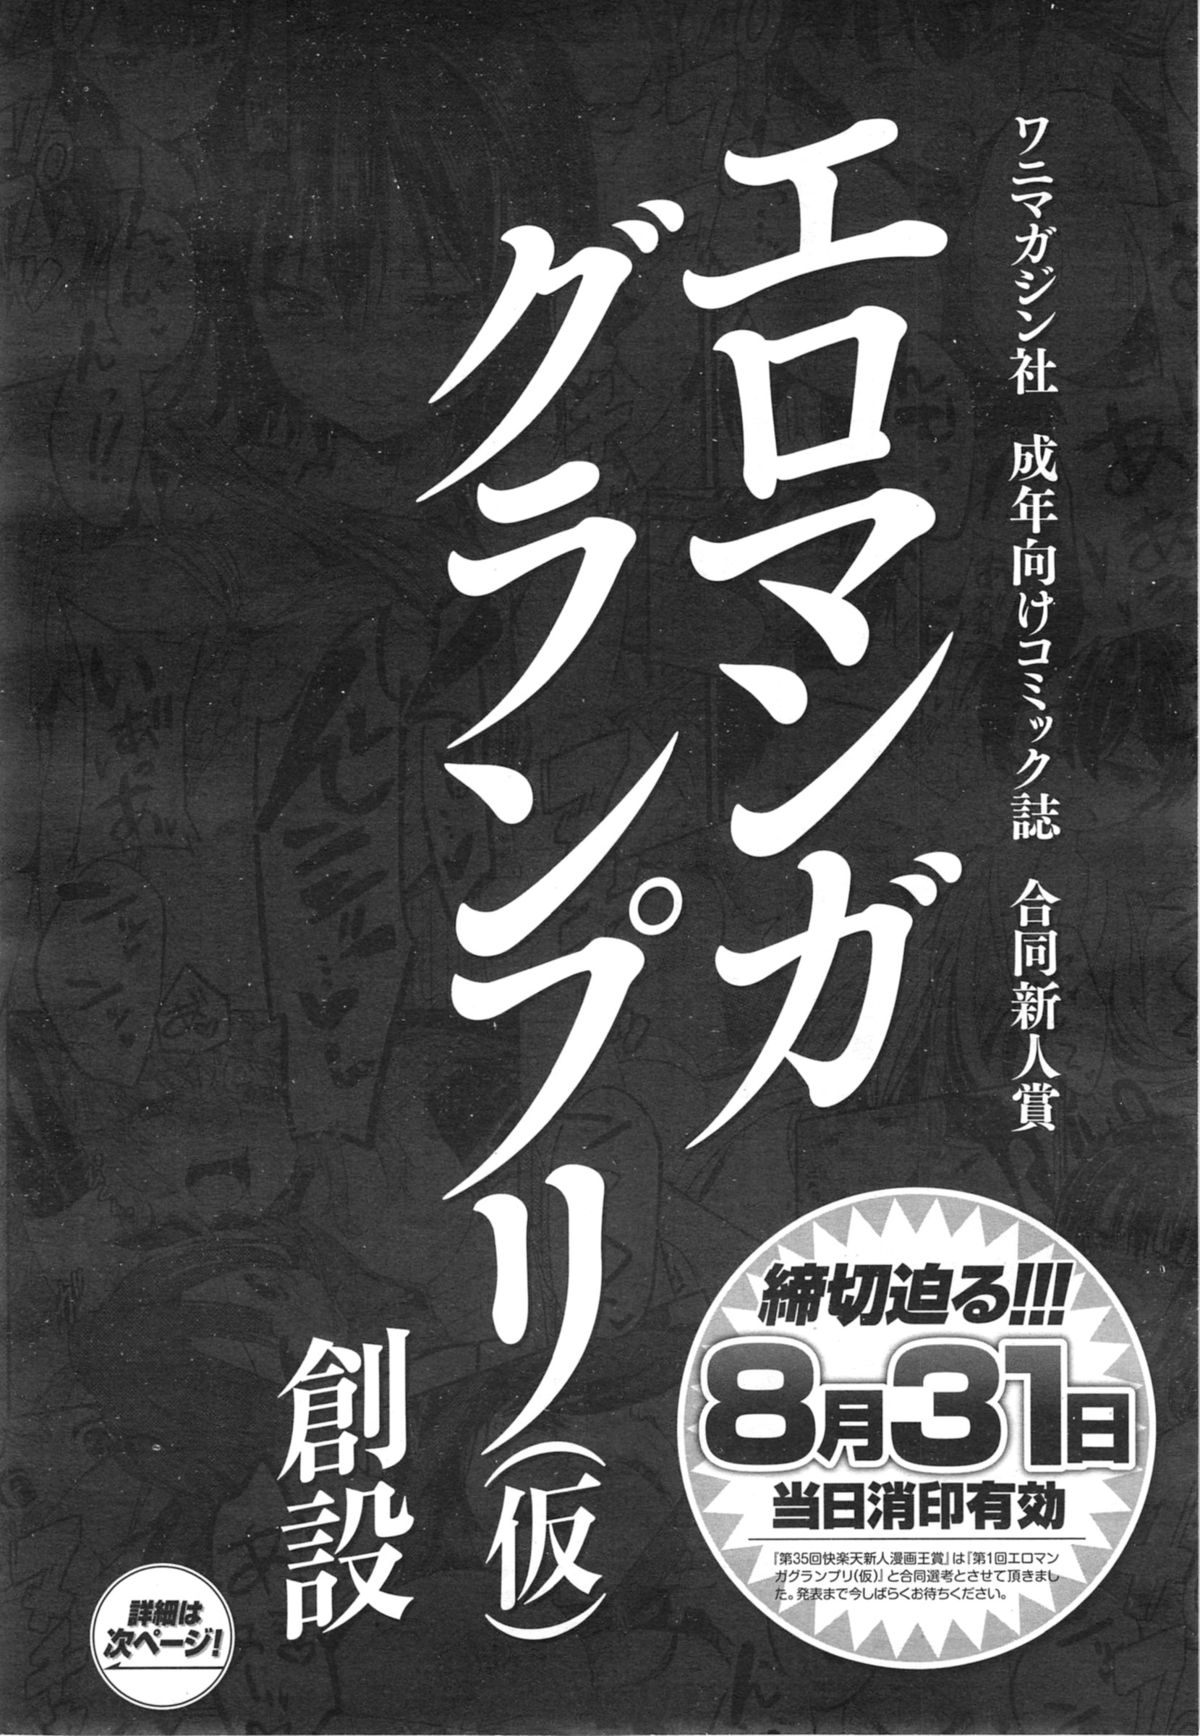 ワニマガジン社 成年向けコミック誌 合同新人賞
エロマンガ
グランプリ(仮)
創設
締切迫る!!!
8月31日
当日消印有効
『第35回快楽天新人漫画王賞』は『第1回エロマン
ガグランプリ(仮)』と合同選考とさせて頂きまし
た。発表まで今しばらくお待ちください。
詳細は
次ページ!